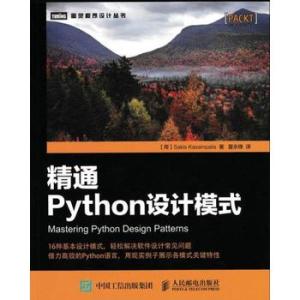 TURING 图灵程序设计丛书
[PACKT]
[荷] Sakis Kasampalis 著 夏永锋 译
精通
Python设计模式
Mastering Python Design Patterns
16种基本设计模式，轻松解决软件设计常见问题
借力高效的Python语言，用现实例子展示各模式关键特性
中国工信出版集团
人民邮电出版社
POSTS & TELECOM PRESS